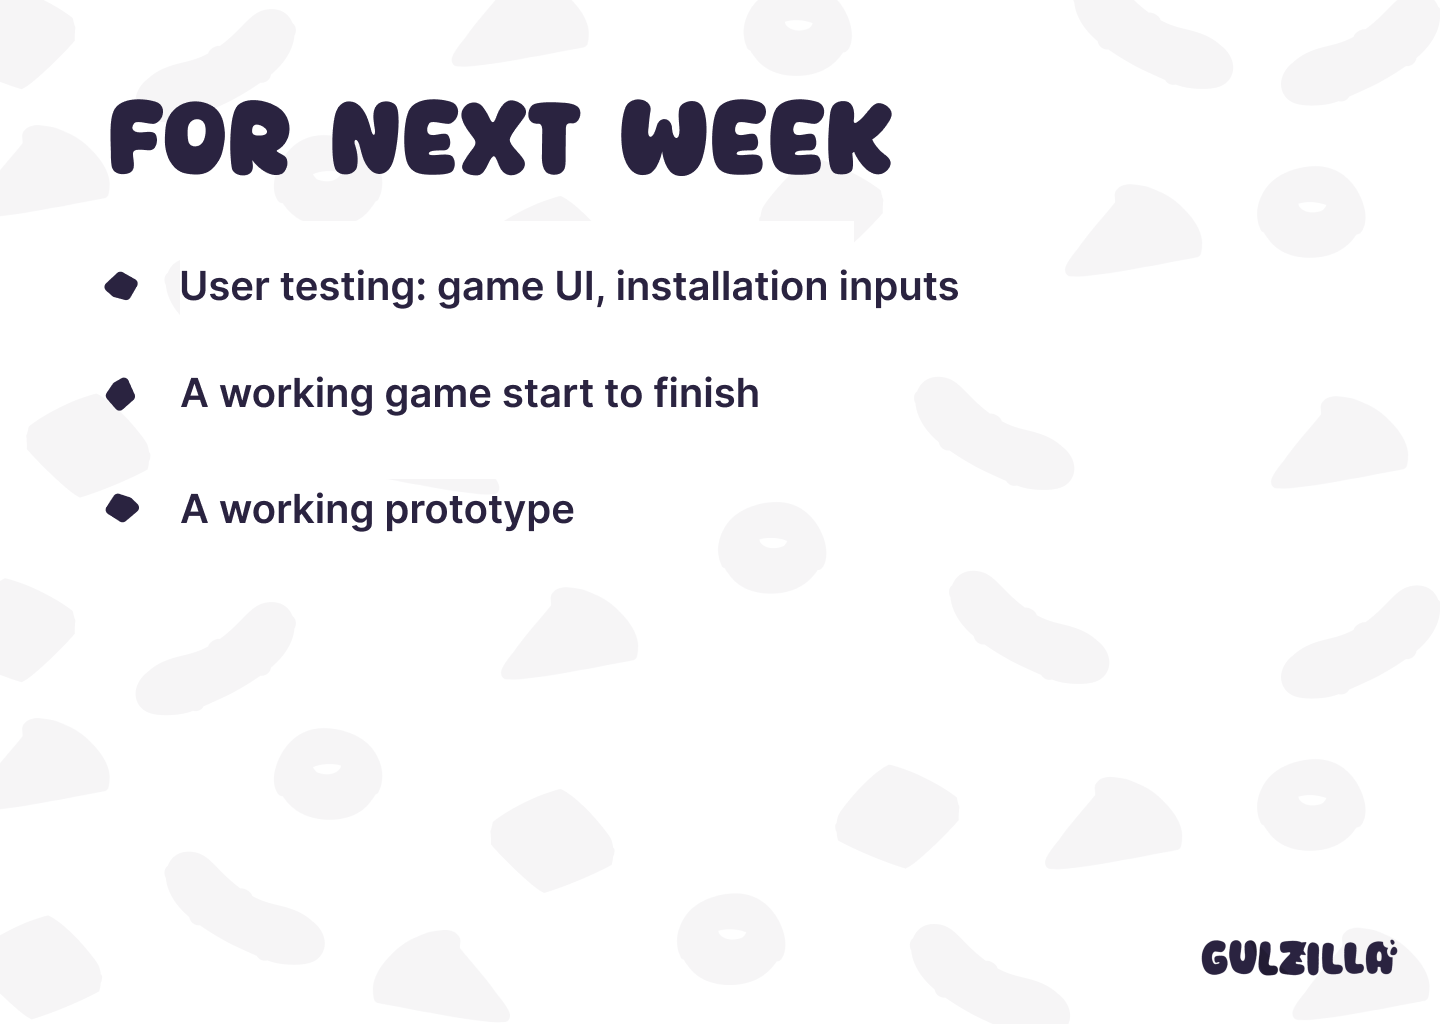 FOR NEXT WEEK
User testing: game UI, installation inputs
A working game start to finish
A working prototype
GULZILLA